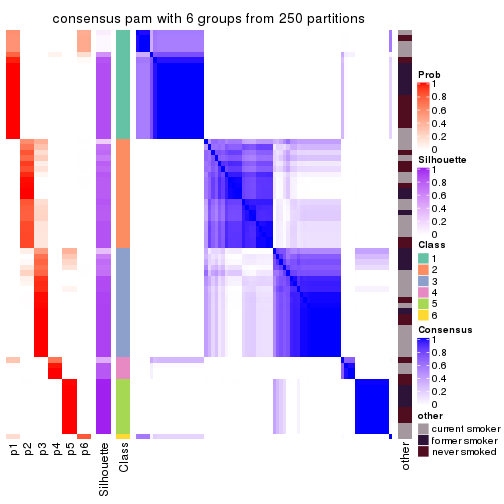 consensus pam with 6 groups from 250 partitions
Prob
1
0.8
0.6
0.4
0.2
0
Silhouette
1
0.8
0.6
0.4
0.2
0
Class
1
2
3
4
5
6
Consensus
1
0.8
0.6
0.4
0.2
0
other
current smoker
former smoker
never smoked
p1
p2
p3
p4
p5
p6
Silhouette
Class
other